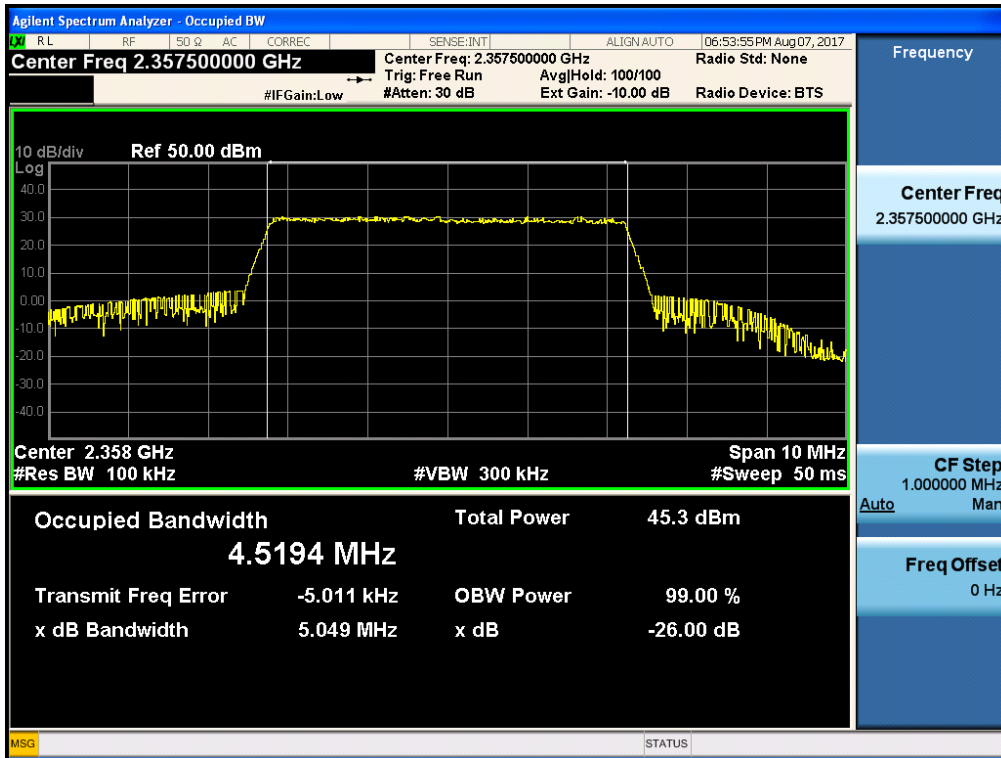 Agilent Spectrum Analyzer - Occupied BW
LXI RL RF 50 Ω AC CORREC SENSE:INT ALIGN AUTO 06:53:55 PM Aug 07, 2017
Center Freq 2.357500000 GHz
Center Freq: 2.357500000 GHz
Radio Std: None
Trig: Free Run Avg|Hold: 100/100
#IFGain:Low
#Atten: 30 dB Ext Gain: -10.00 dB
Radio Device: BTS
10 dB/div Ref 50.00 dBm
Log
40.0
30.0
20.0
10.0
0.00
-10.0
-20.0
-30.0
-40.0
Center 2.358 GHz Span 10 MHz
#Res BW 100 kHz #VBW 300 kHz #Sweep 50 ms
Occupied Bandwidth Total Power 45.3 dBm
4.5194 MHz
Transmit Freq Error -5.011 kHz OBW Power 99.00 %
x dB Bandwidth 5.049 MHz x dB -26.00 dB
Frequency
Center Freq
2.357500000 GHz
CF Step
1.000000 MHz
Auto Man
Freq Offset
0 Hz
MSG STATUS